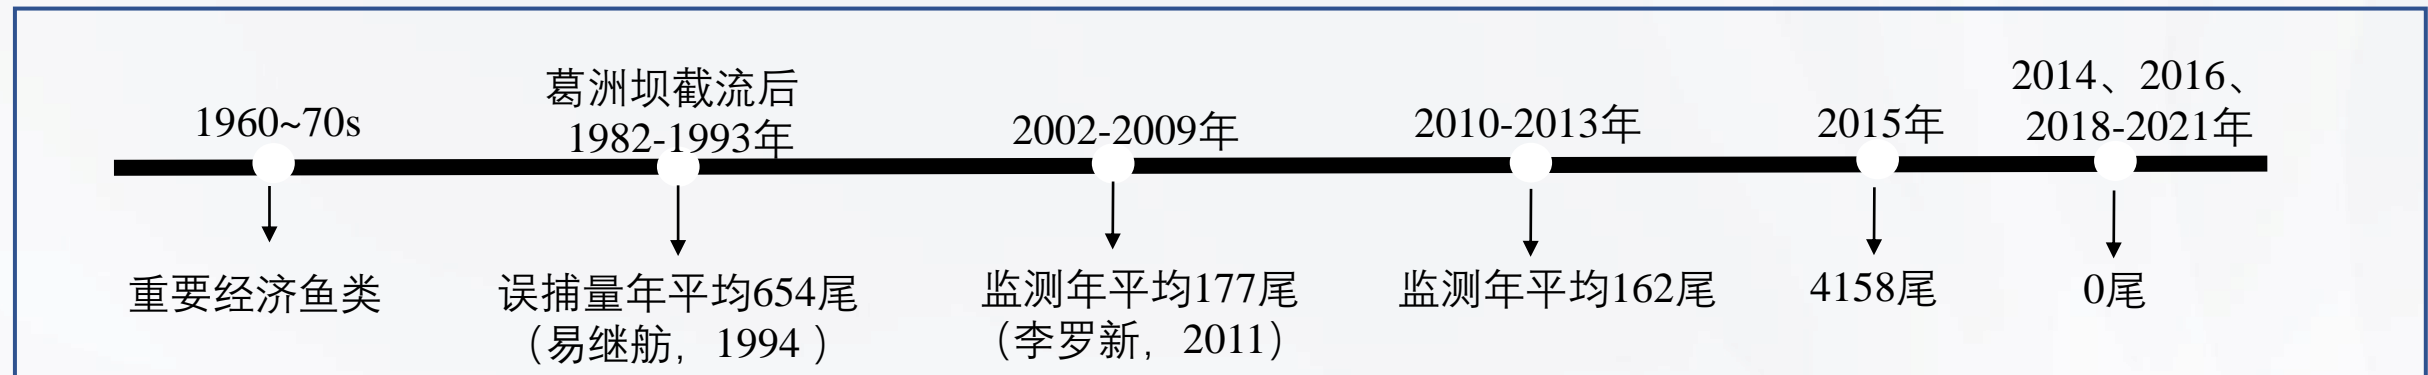 1960~70s
重要经济鱼类
葛洲坝截流后
1982-1993年
误捕量年平均654尾
（易继舫，1994 ）
2002-2009年
监测年平均177尾
（李罗新，2011）
2010-2013年
监测年平均162尾
2015年
4158尾
2014、2016、
2018-2021年
0尾